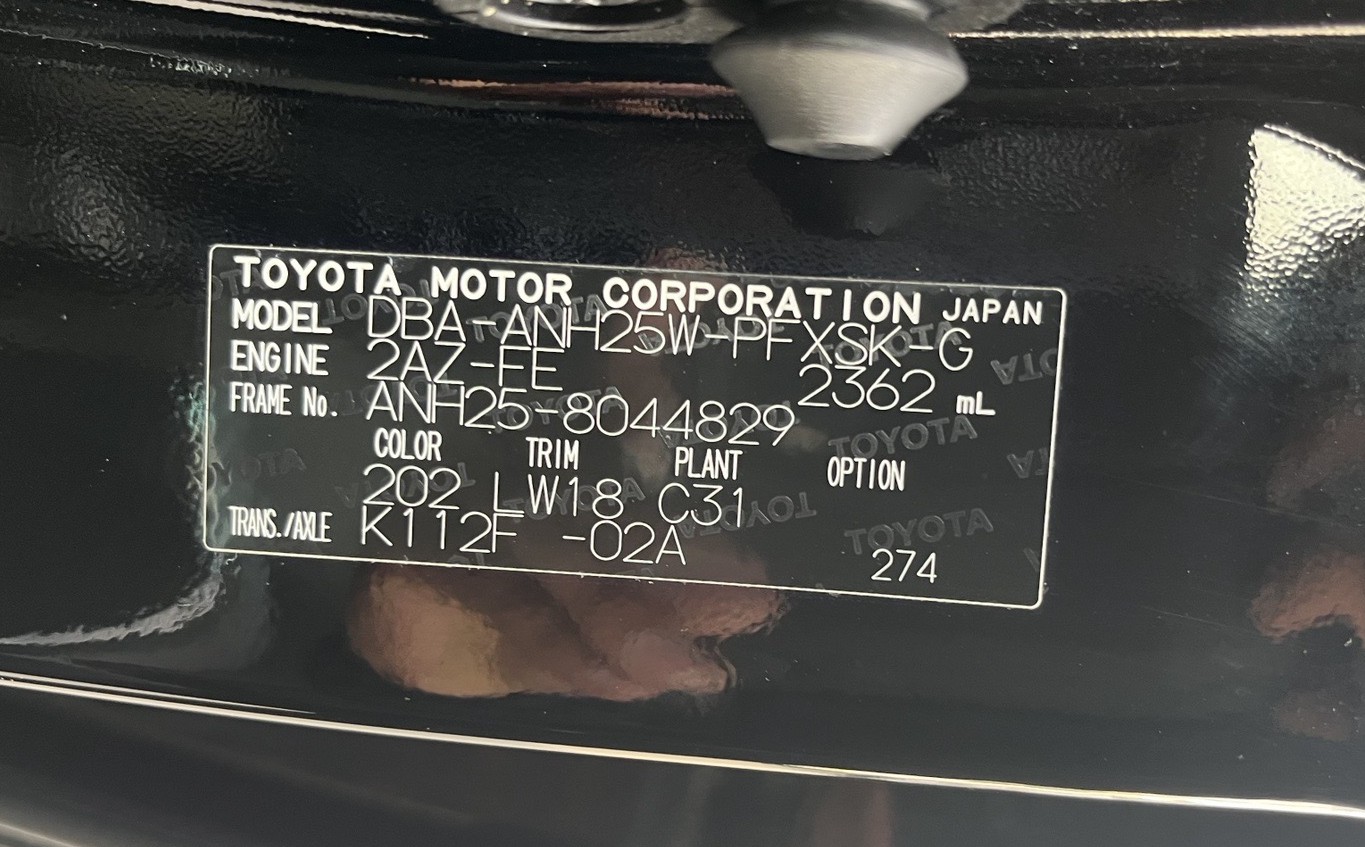 TOYOTA MOTOR CORPORATION JAPAN
MODEL DBA-ANH25W-PFXSK-G
ENGINE 2AZ-FE 2362 mL
FRAME No. ANH25-8044829
COLOR TRIM PLANT OPTION
202 LW18 C31
TRANS./AXLE K112F -02A
274